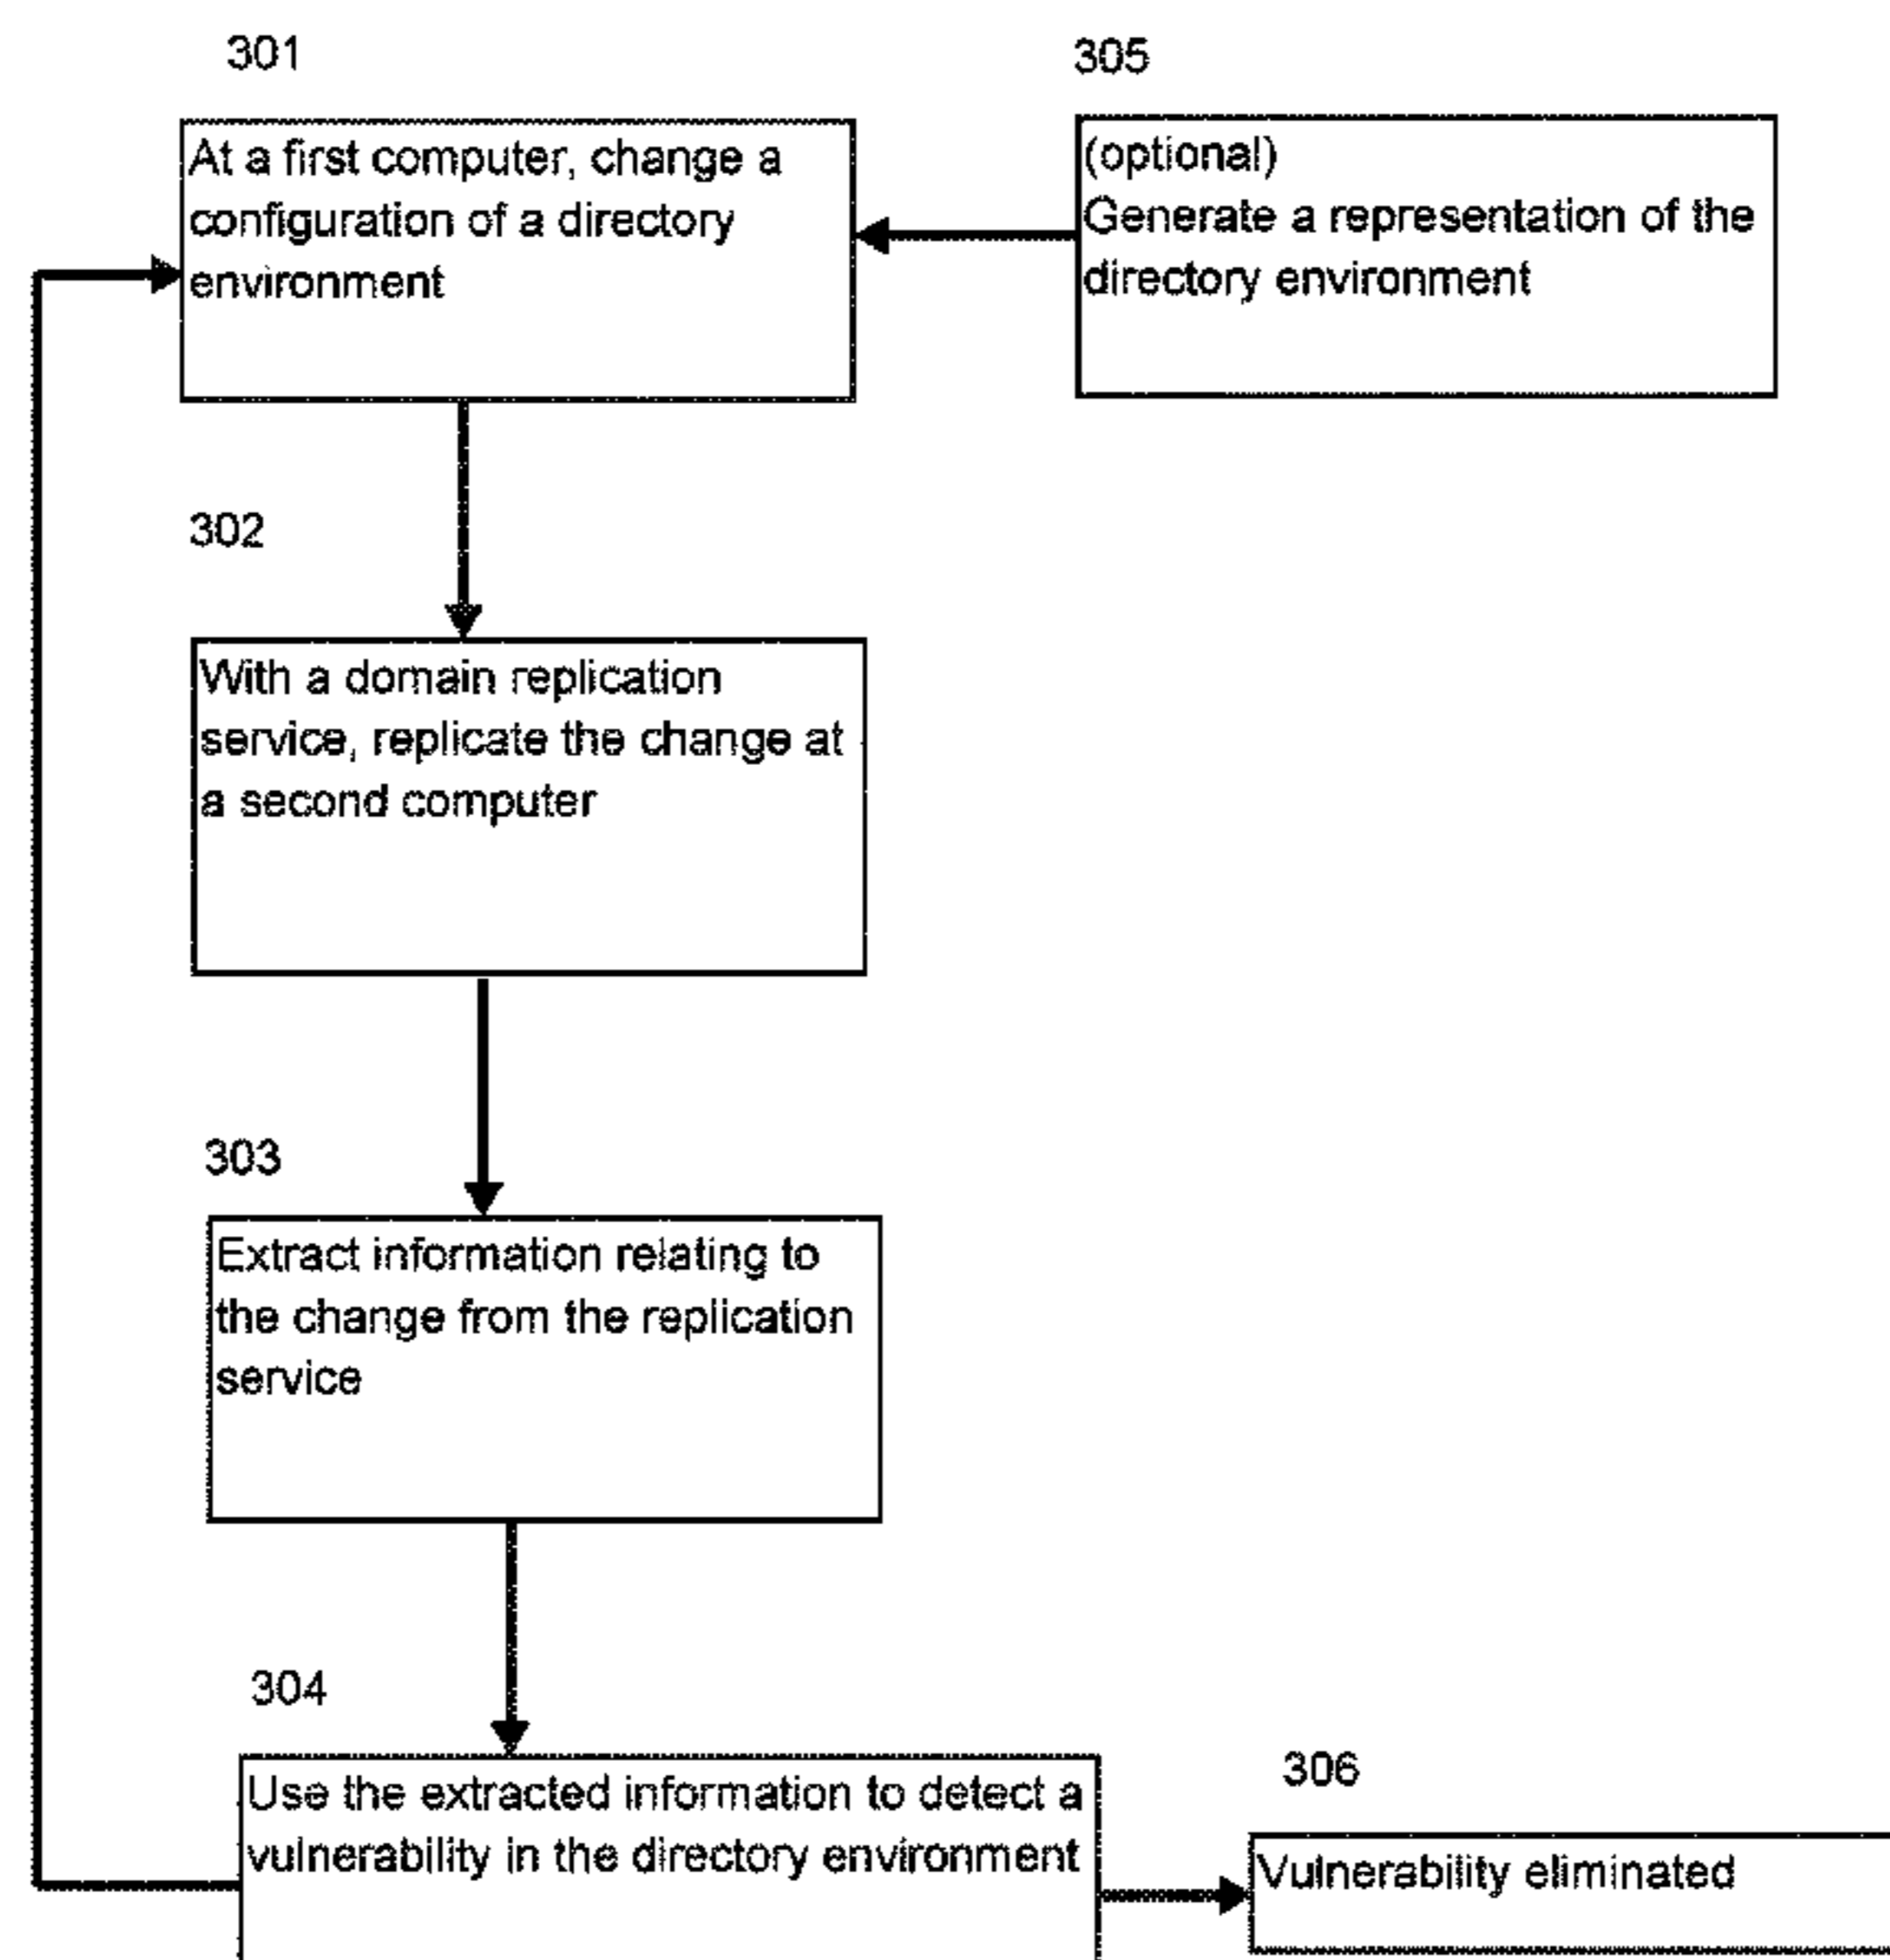 301
At a first computer, change a
configuration of a directory
environment
305
(optional)
Generate a representation of the
directory environment
302
With a domain replication
service, replicate the change at
a second computer
303
Extract information relating to
the change from the replication
service
304
Use the extracted information to detect a
vulnerability in the directory environment
306
Vulnerability eliminated